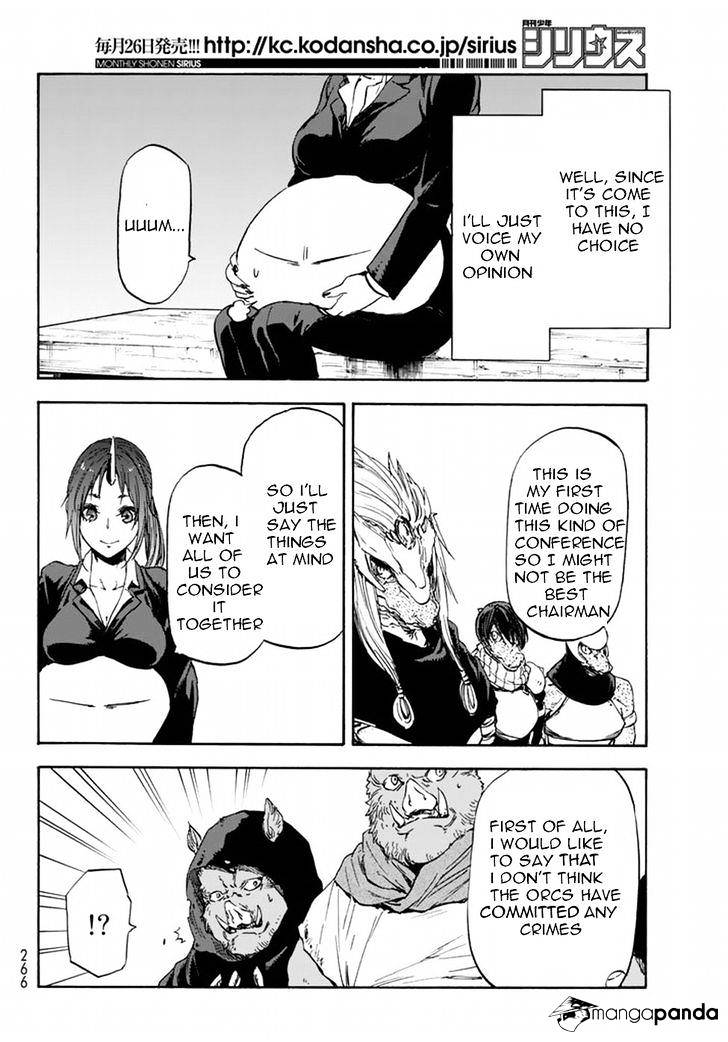 毎月26日発売!!! http://kc.kodansha.co.jp/sirius
月刊少年
シリウス
MONTHLY SHONEN SIRIUS
WELL, SINCE
IT'S COME
TO THIS, I
HAVE NO
CHOICE
I'LL JUST
VOICE MY
OWN
OPINION
UUUM...
THIS IS
MY FIRST
TIME DOING
THIS KIND OF
CONFERENCE
SO I MIGHT
NOT BE THE
BEST
CHAIRMAN
SO I'LL
JUST
SAY THE
THINGS
AT MIND
THEN, I
WANT
ALL OF
US TO
CONSIDER
IT
TOGETHER
FIRST OF ALL,
I WOULD LIKE
TO SAY THAT
I DON'T THINK
THE ORCS HAVE
COMMITTED ANY
CRIMES
!?
266
mangapanda